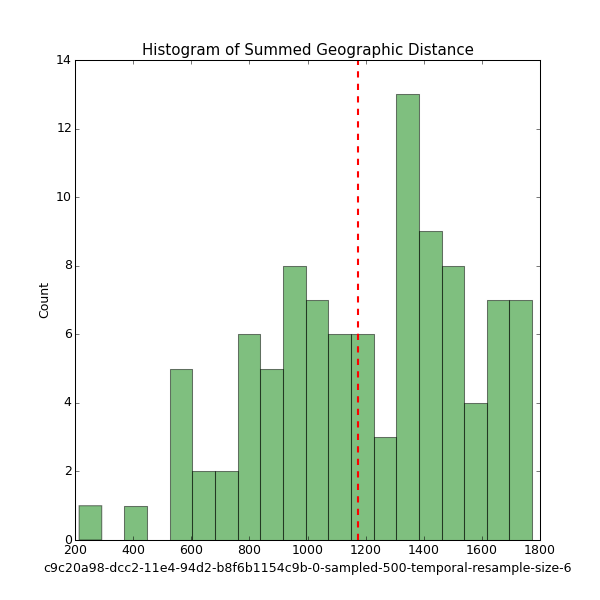 Histogram of Summed Geographic Distance
14
12
10
8
6
4
2
0
Count
200 400 600 800 1000 1200 1400 1600 1800
c9c20a98-dcc2-11e4-94d2-b8f6b1154c9b-0-sampled-500-temporal-resample-size-6